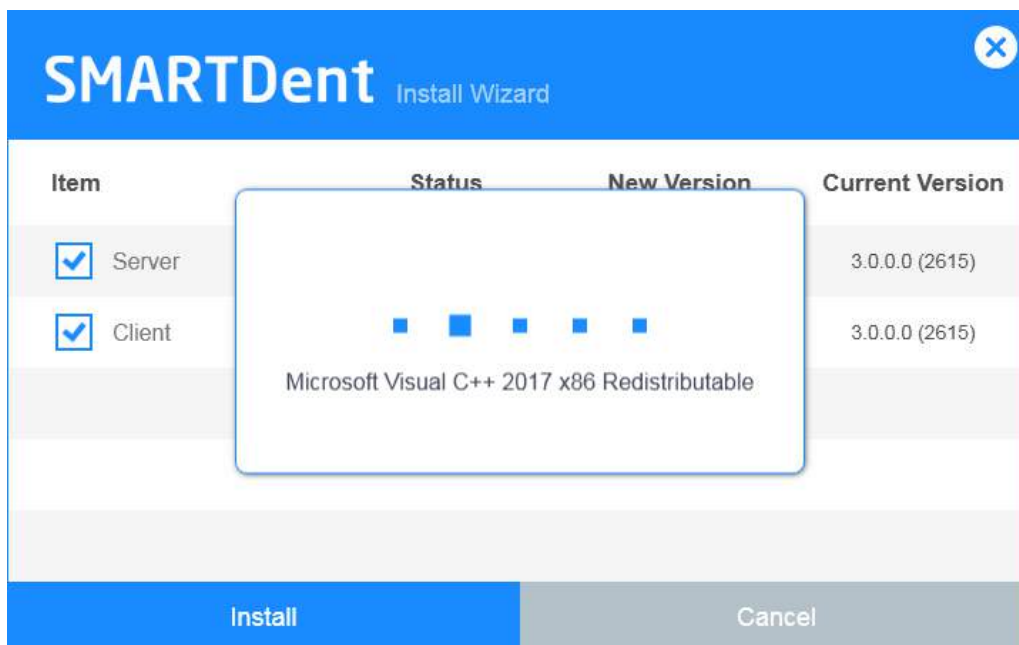 SMARTDent Install Wizard
Item Status New Version Current Version
Server 3.0.0.0 (2615)
Client 3.0.0.0 (2615)
Microsoft Visual C++ 2017 x86 Redistributable
Install Cancel